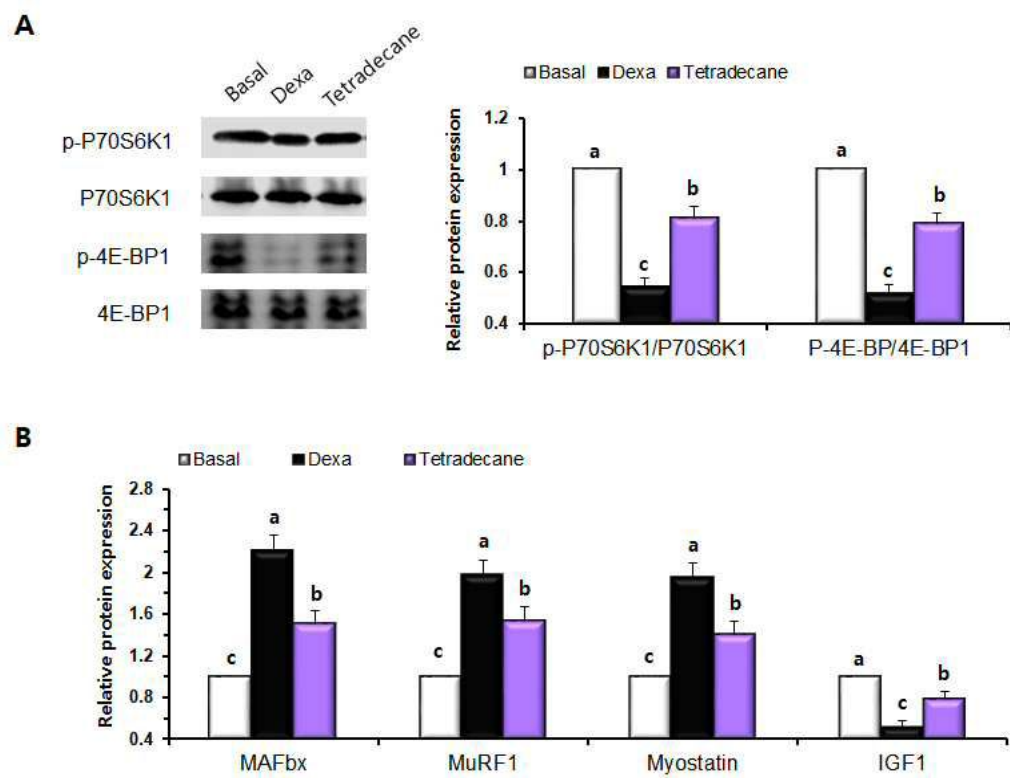 A
Basal
Dexa
Tetradecane
p-P70S6K1
P70S6K1
p-4E-BP1
4E-BP1
Basal Dexa Tetradecane
Relative protein expression
1.2
1
0.8
0.6
0.4
a
c
b
a
c
b
p-P70S6K1/P70S6K1 P-4E-BP/4E-BP1
B
Basal Dexa Tetradecane
Relative protein expression
2.8
2.4
2
1.6
1.2
0.8
0.4
c
a
b
c
a
b
c
a
b
a
c
b
MAFbx MuRF1 Myostatin IGF1